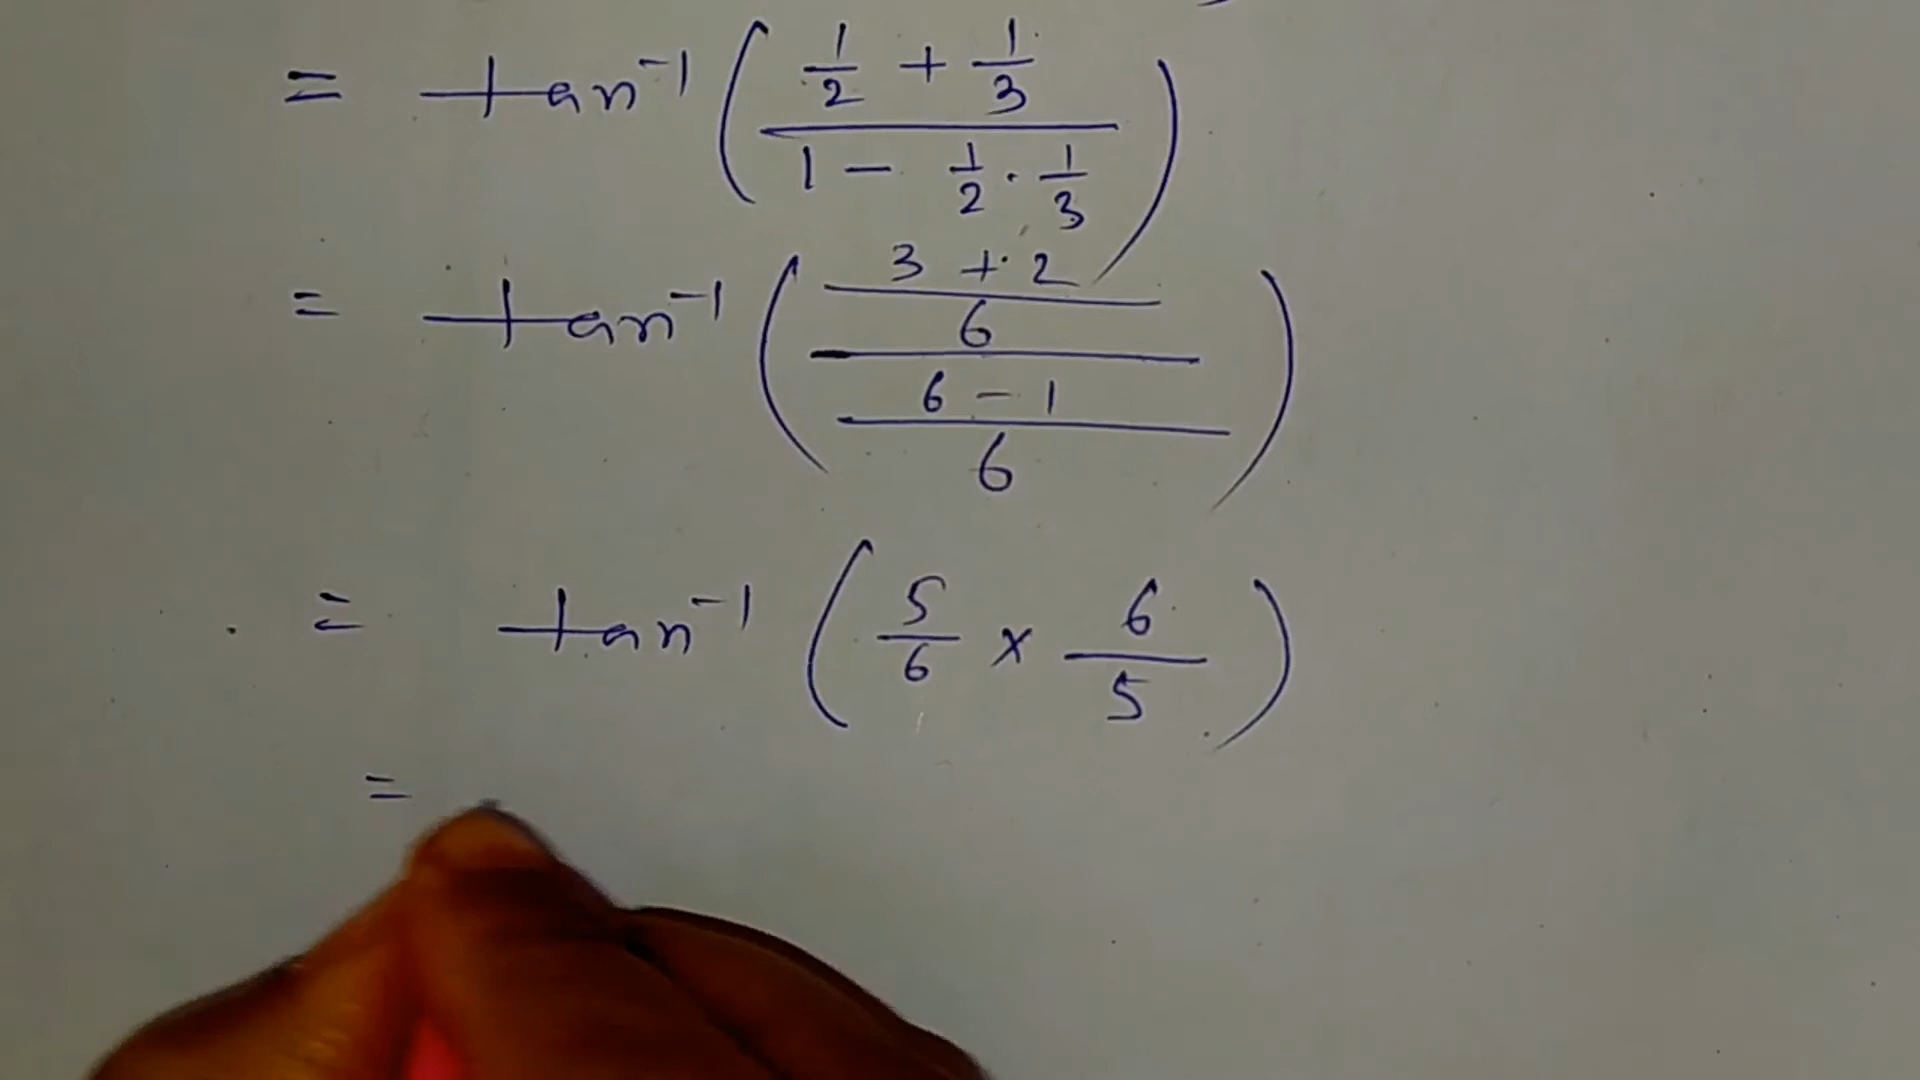 = tan⁻¹ ( (1/2 + 1/3) / (1 - 1/2 · 1/3) )
= tan⁻¹ ( ((3 + 2)/6) / ((6 - 1)/6) )
= tan⁻¹ ( 5/6 × 6/5 )
=